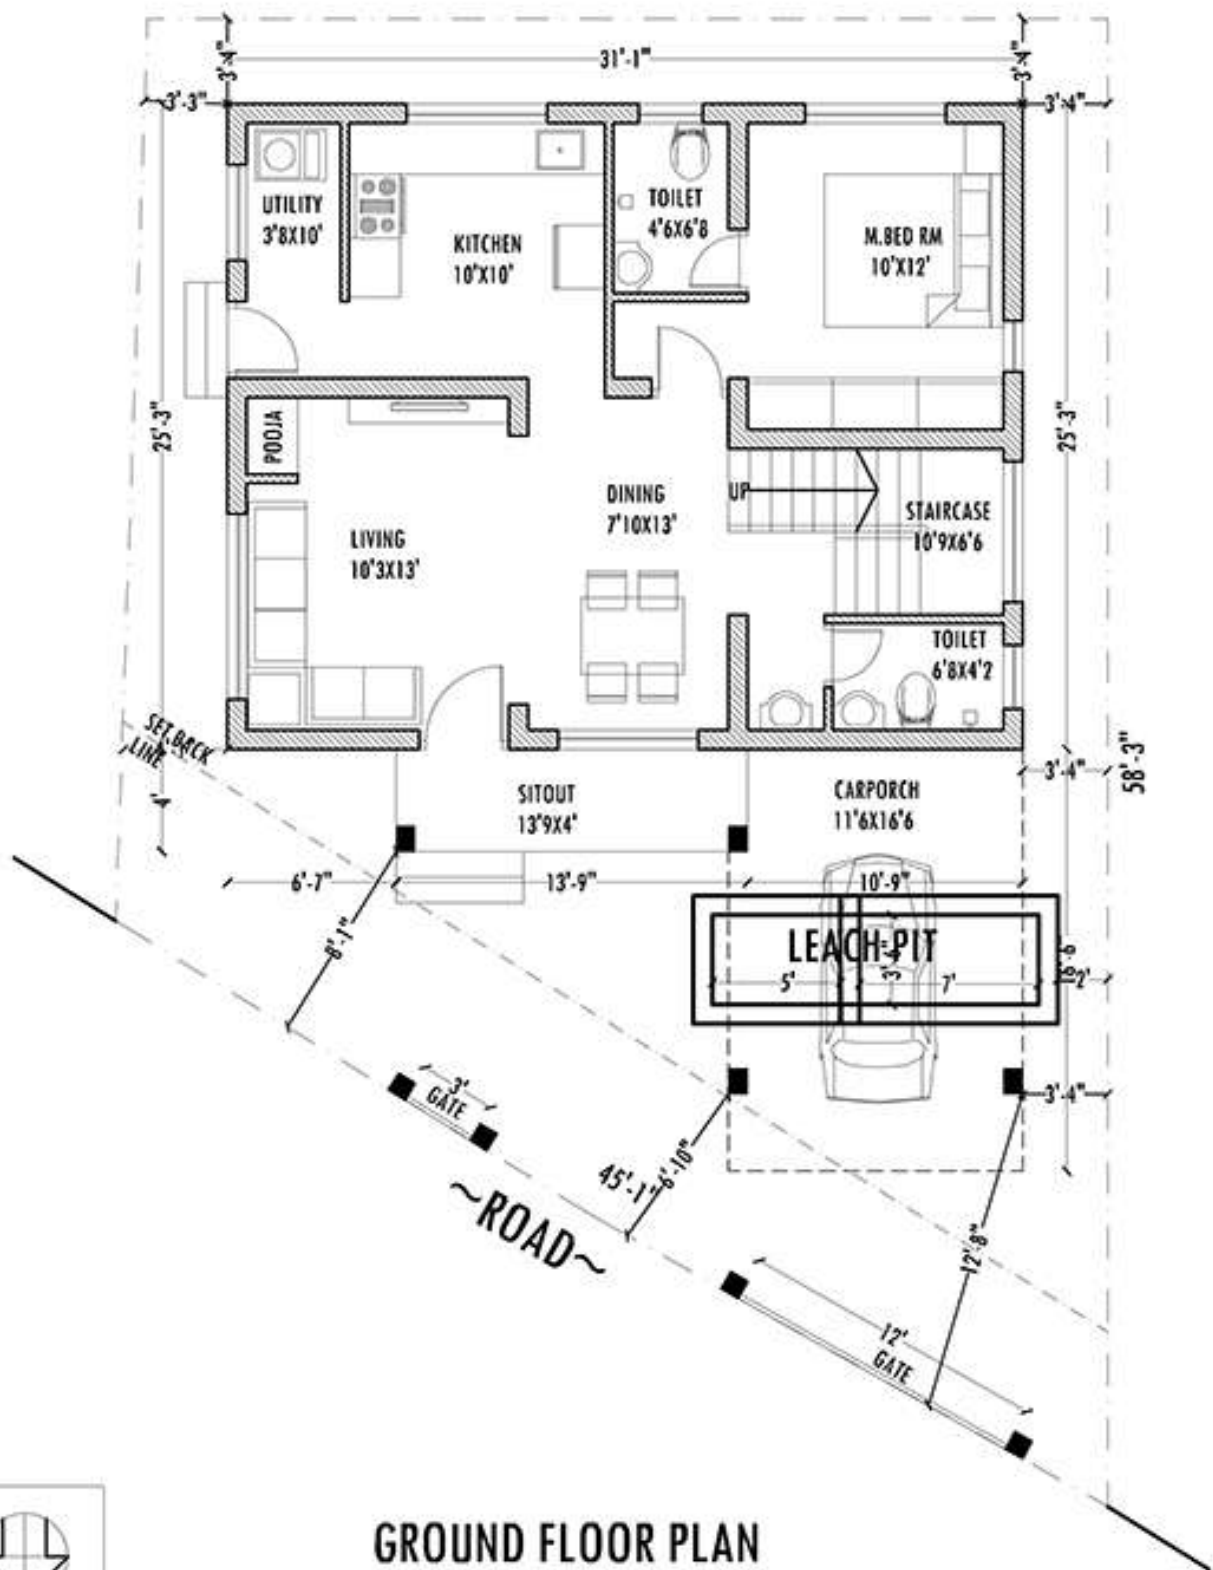 31'-1"
3'-4"
3'-4"
3'-3"
3'-4"
UTILITY
3'8X10'
KITCHEN
10'X10'
TOILET
4'6X6'8
M.BED RM
10'X12'
25'-3"
25'-3"
POOJA
LIVING
10'3X13'
DINING
7'10X13'
UP
STAIRCASE
10'9X6'6
TOILET
6'8X4'2
SET BACK
LINE
4'
SITOUT
13'9X4'
CARPORCH
11'6X16'6
3'-4"
58'-3"
6'-7"
13'-9"
10'-9"
8'-1"
LEACH PIT
5'
7'
2'
3'
GATE
3'-4"
45'-1"
6'-10"
~ROAD~
12'-8"
12'
GATE
GROUND FLOOR PLAN